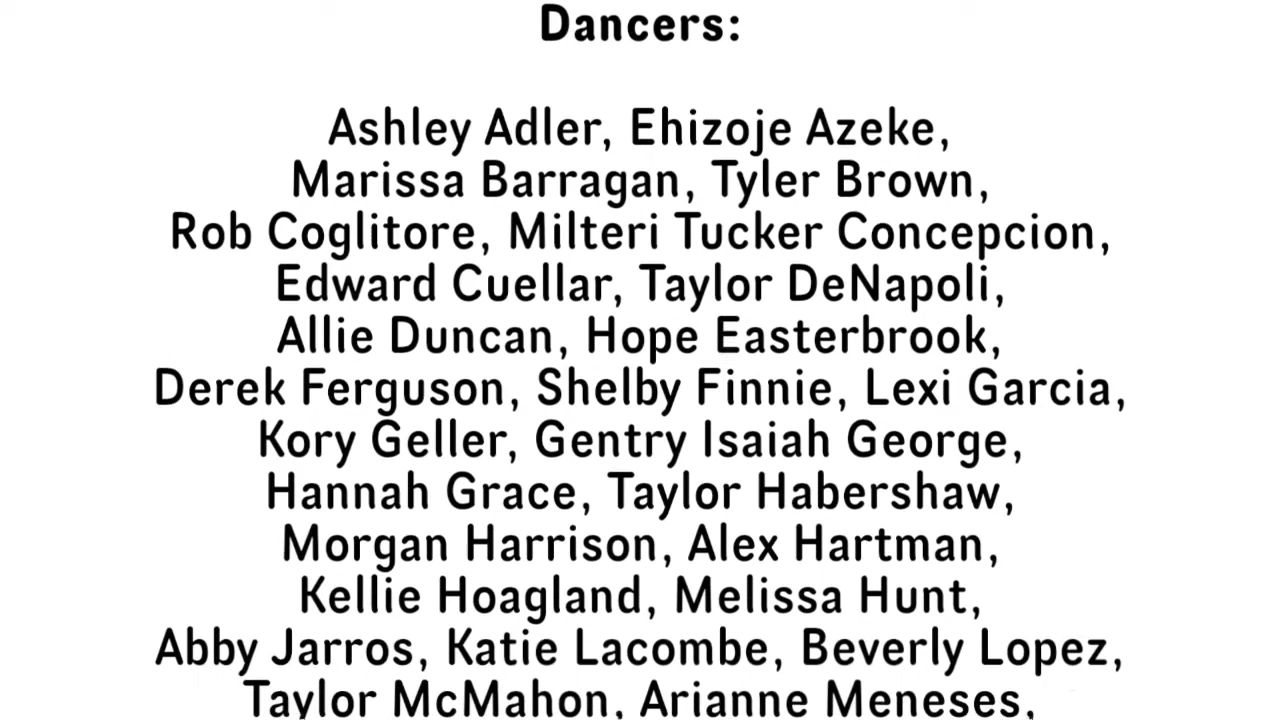 Dancers:
Ashley Adler, Ehizoje Azeke,
Marissa Barragan, Tyler Brown,
Rob Coglitore, Milteri Tucker Concepcion,
Edward Cuellar, Taylor DeNapoli,
Allie Duncan, Hope Easterbrook,
Derek Ferguson, Shelby Finnie, Lexi Garcia,
Kory Geller, Gentry Isaiah George,
Hannah Grace, Taylor Habershaw,
Morgan Harrison, Alex Hartman,
Kellie Hoagland, Melissa Hunt,
Abby Jarros, Katie Lacombe, Beverly Lopez,
Taylor McMahon, Arianne Meneses,